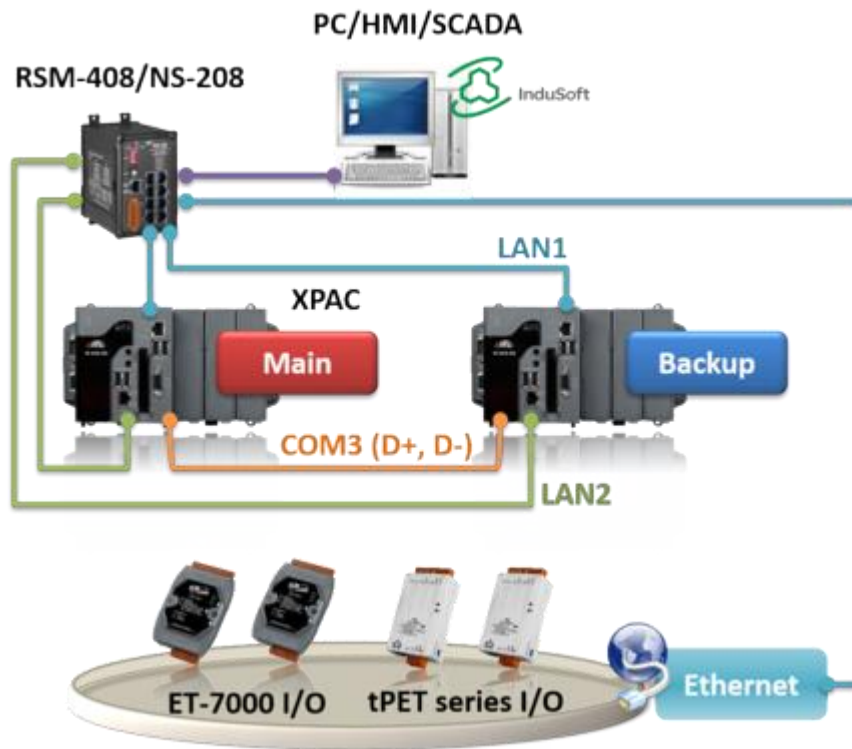 PC/HMI/SCADA
RSM-408/NS-208
InduSoft
LAN1
XPAC
Main
Backup
COM3 (D+, D-)
LAN2
ET-7000 I/O
tPET series I/O
Ethernet